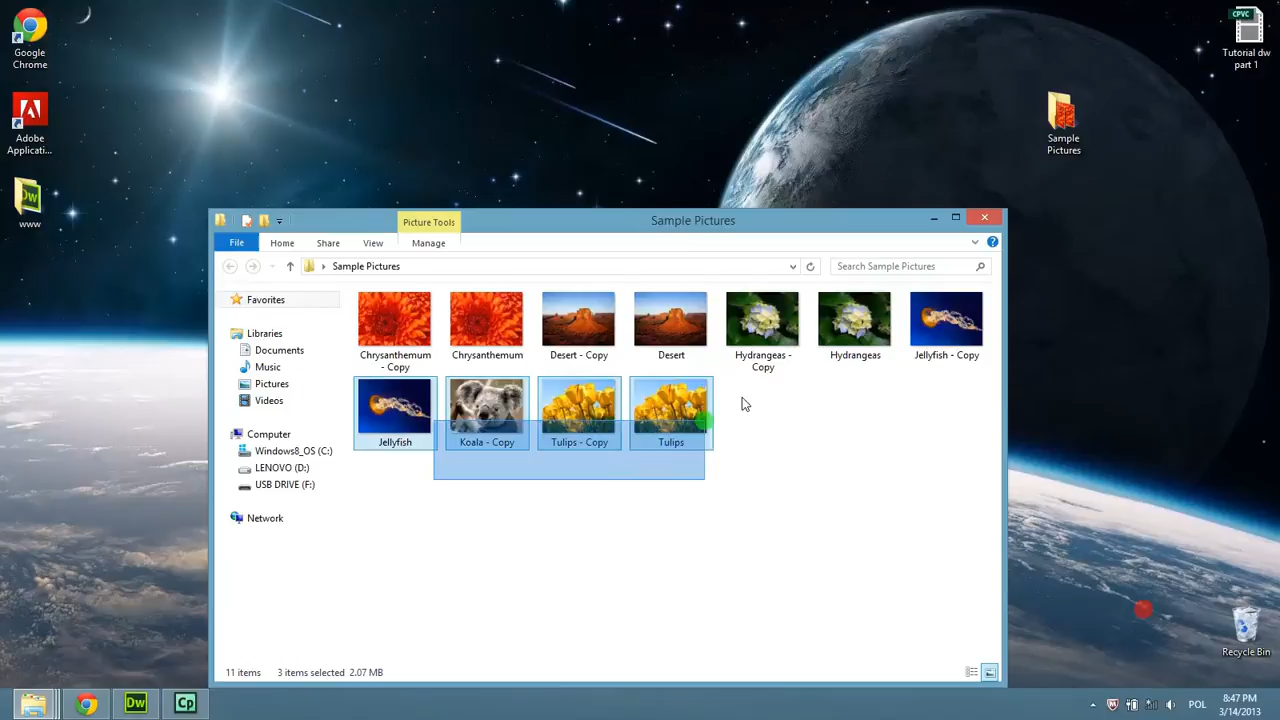 Google
Chrome
Adobe
Applicati...
Dw
www
CPVC
Tutorial dw
part 1
Sample
Pictures
Picture Tools
Sample Pictures
File
Home
Share
View
Manage
Sample Pictures
Search Sample Pictures
Favorites
Libraries
Documents
Music
Pictures
Videos
Computer
Windows8_OS (C:)
LENOVO (D:)
USB DRIVE (F:)
Network
Chrysanthemum
- Copy
Chrysanthemum
Desert - Copy
Desert
Hydrangeas -
Copy
Hydrangeas
Jellyfish - Copy
Jellyfish
Koala - Copy
Tulips - Copy
Tulips
11 items
3 items selected 2.07 MB
Recycle Bin
Dw
Cp
POL
8:47 PM
3/14/2013